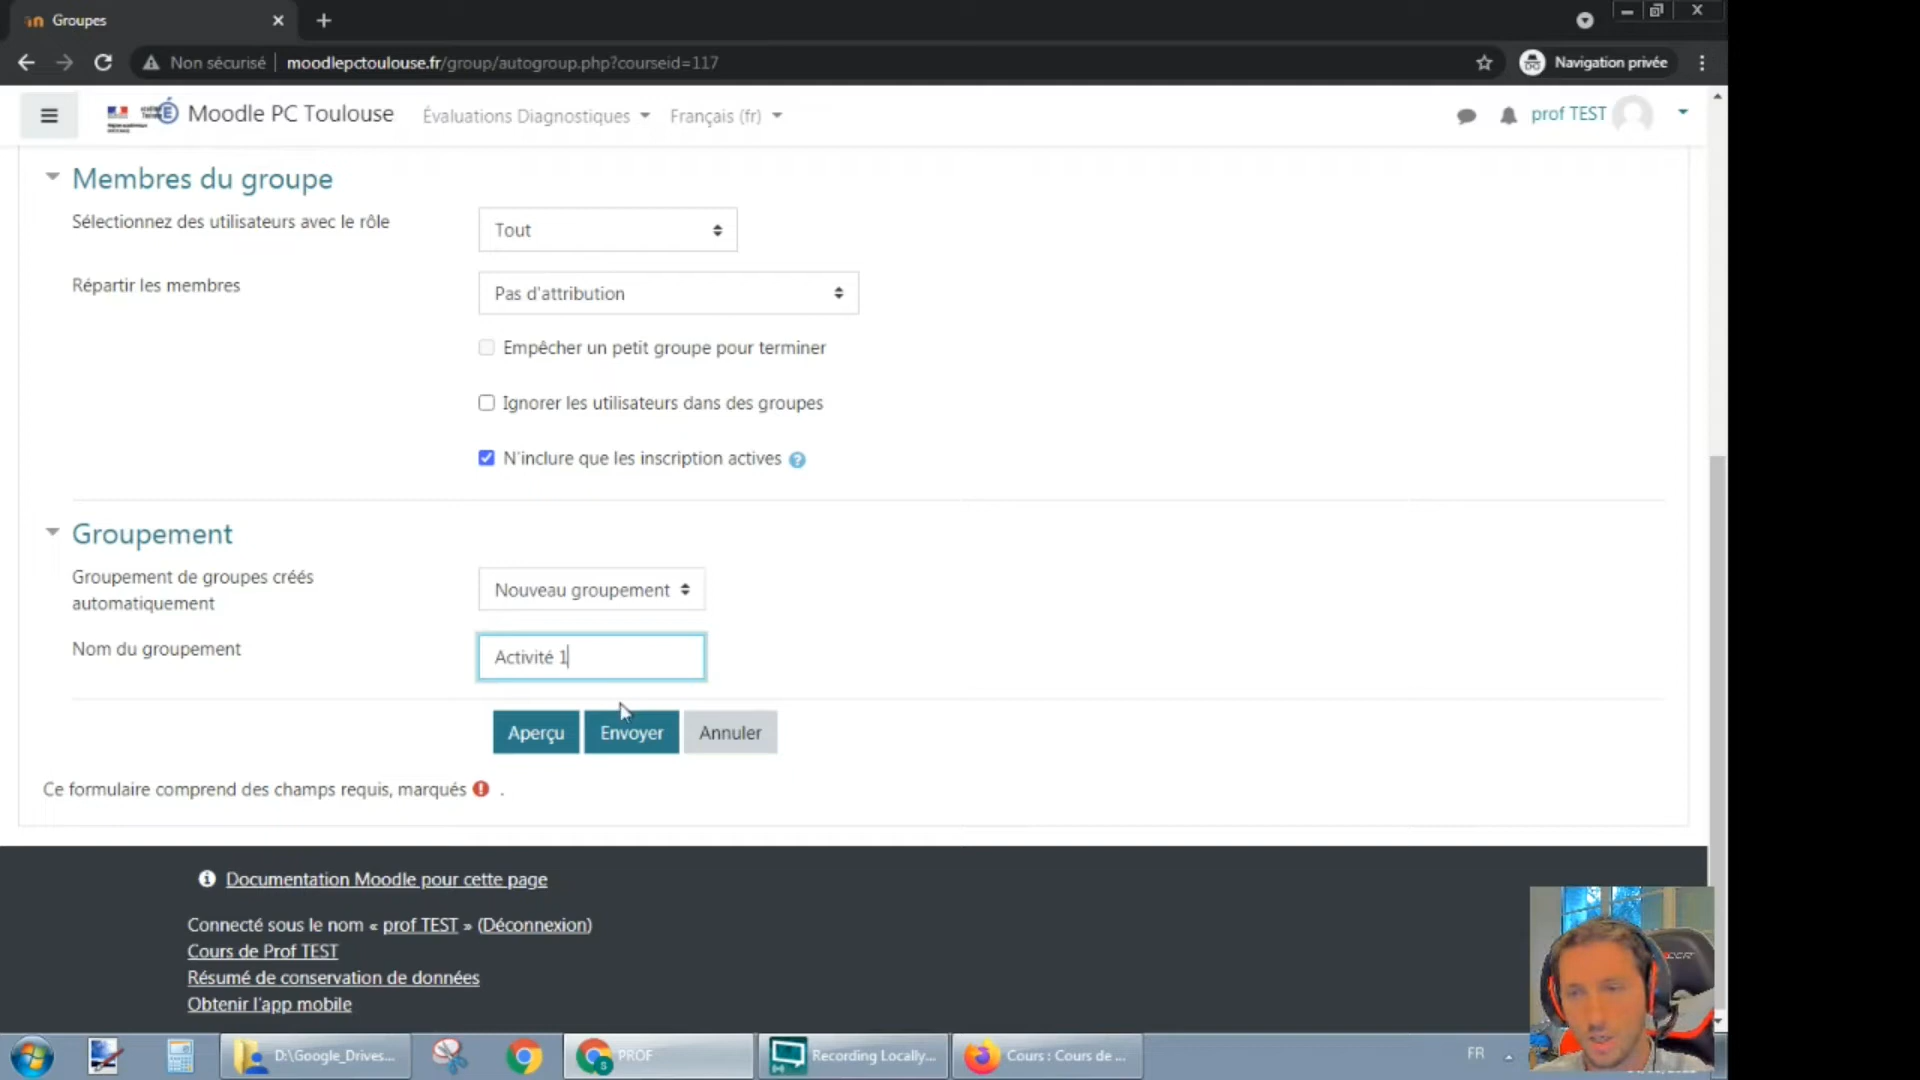 Groupes
Non sécurisé moodlepctoulouse.fr/group/autogroup.php?courseid=117 Navigation privée
Moodle PC Toulouse Évaluations Diagnostiques Français (fr) prof TEST
Membres du groupe
Sélectionnez des utilisateurs avec le rôle Tout
Répartir les membres Pas d'attribution
Empêcher un petit groupe pour terminer
Ignorer les utilisateurs dans des groupes
N'inclure que les inscription actives ?
Groupement
Groupement de groupes créés Nouveau groupement
automatiquement
Nom du groupement Activité 1
Aperçu Envoyer Annuler
Ce formulaire comprend des champs requis, marqués ! .
Documentation Moodle pour cette page
Connecté sous le nom « prof TEST » (Déconnexion)
Cours de Prof TEST
Résumé de conservation de données
Obtenir l'app mobile
D:\Google_Drives... PROF Recording Locally,... Cours : Cours de ... FR